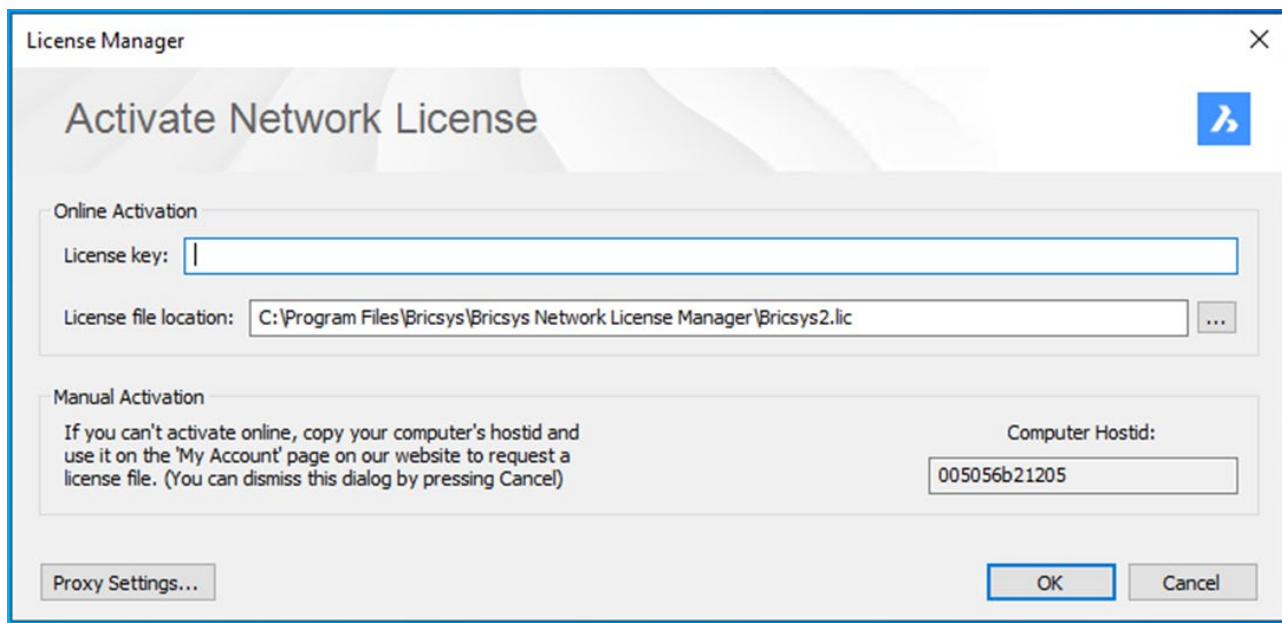 License Manager
Activate Network License
Online Activation
License key:
License file location: C:\Program Files\Bricsys\Bricsys Network License Manager\Bricsys2.lic ...
Manual Activation
If you can't activate online, copy your computer's hostid and
use it on the 'My Account' page on our website to request a
license file. (You can dismiss this dialog by pressing Cancel)
Computer Hostid:
005056b21205
Proxy Settings... OK Cancel